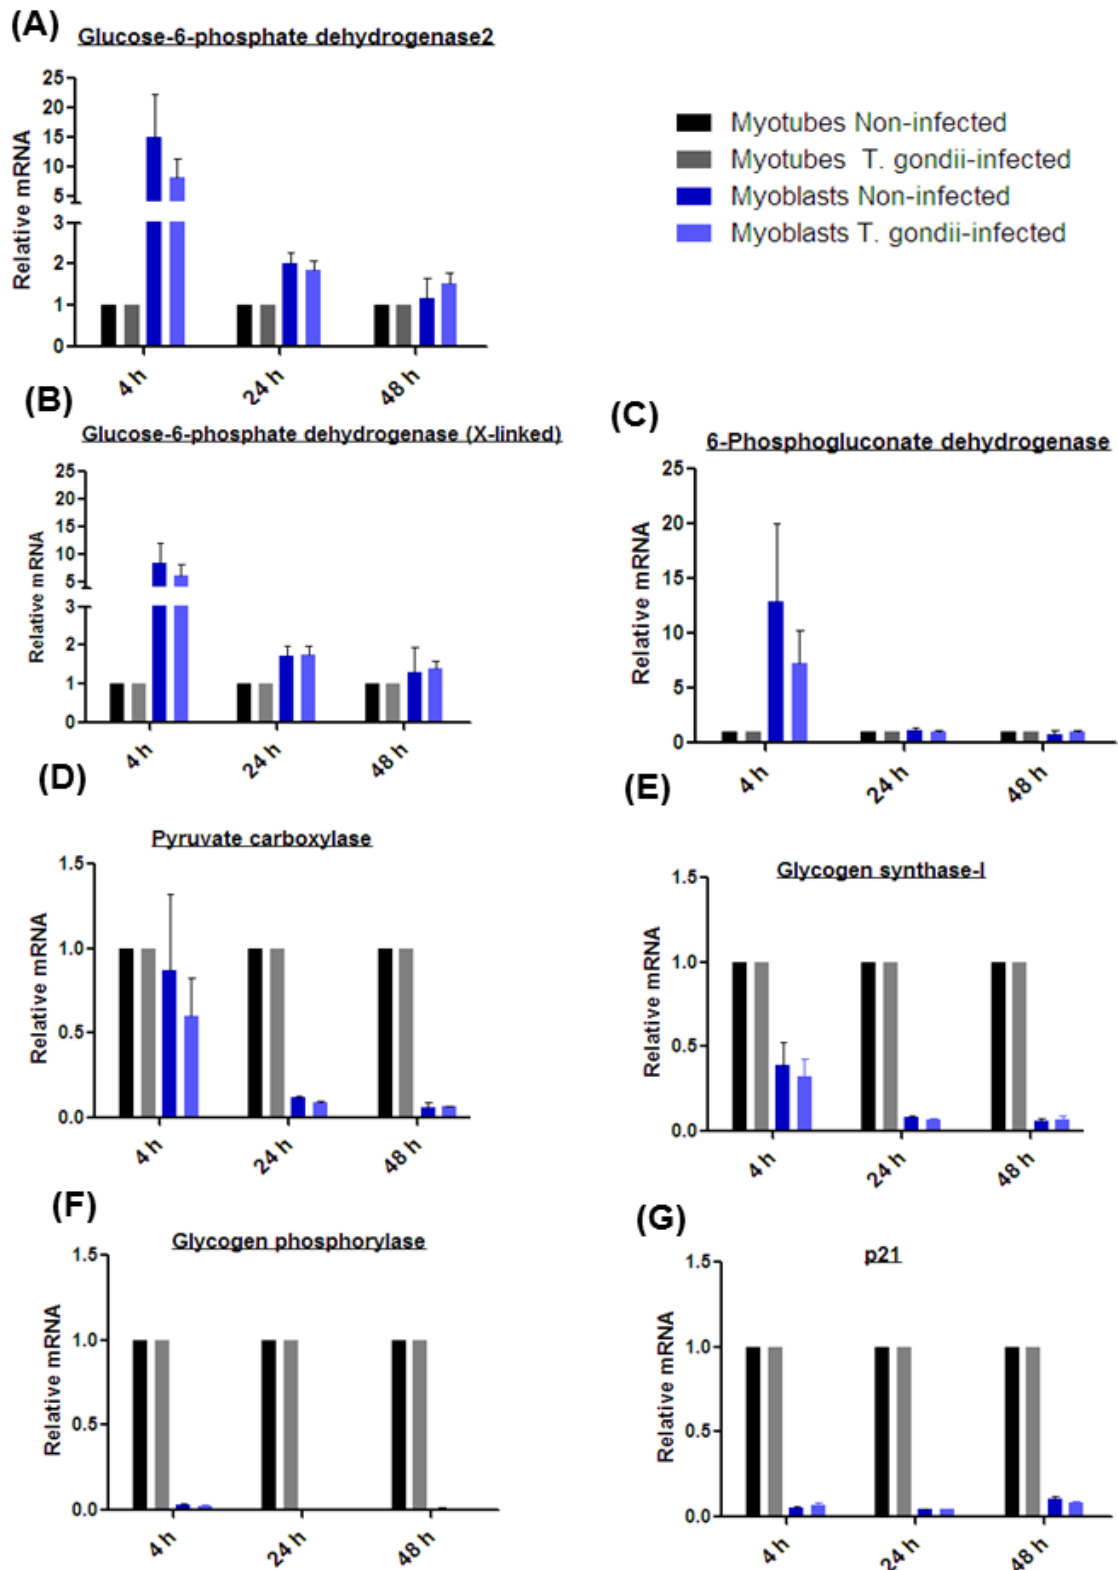 (A)
Glucose-6-phosphate dehydrogenase2
Relative mRNA
25
20
15
10
5
3
2
1
0
4 h
24 h
48 h
Myotubes Non-infected
Myotubes T. gondii-infected
Myoblasts Non-infected
Myoblasts T. gondii-infected
(B)
Glucose-6-phosphate dehydrogenase (X-linked)
Relative mRNA
25
20
15
10
5
3
2
1
0
4 h
24 h
48 h
(C)
6-Phosphogluconate dehydrogenase
Relative mRNA
25
20
15
10
5
0
4 h
24 h
48 h
(D)
Pyruvate carboxylase
Relative mRNA
1.5
1.0
0.5
0.0
4 h
24 h
48 h
(E)
Glycogen synthase-I
Relative mRNA
1.5
1.0
0.5
0.0
4 h
24 h
48 h
(F)
Glycogen phosphorylase
Relative mRNA
1.5
1.0
0.5
0.0
4 h
24 h
48 h
(G)
p21
Relative mRNA
1.5
1.0
0.5
0.0
4 h
24 h
48 h